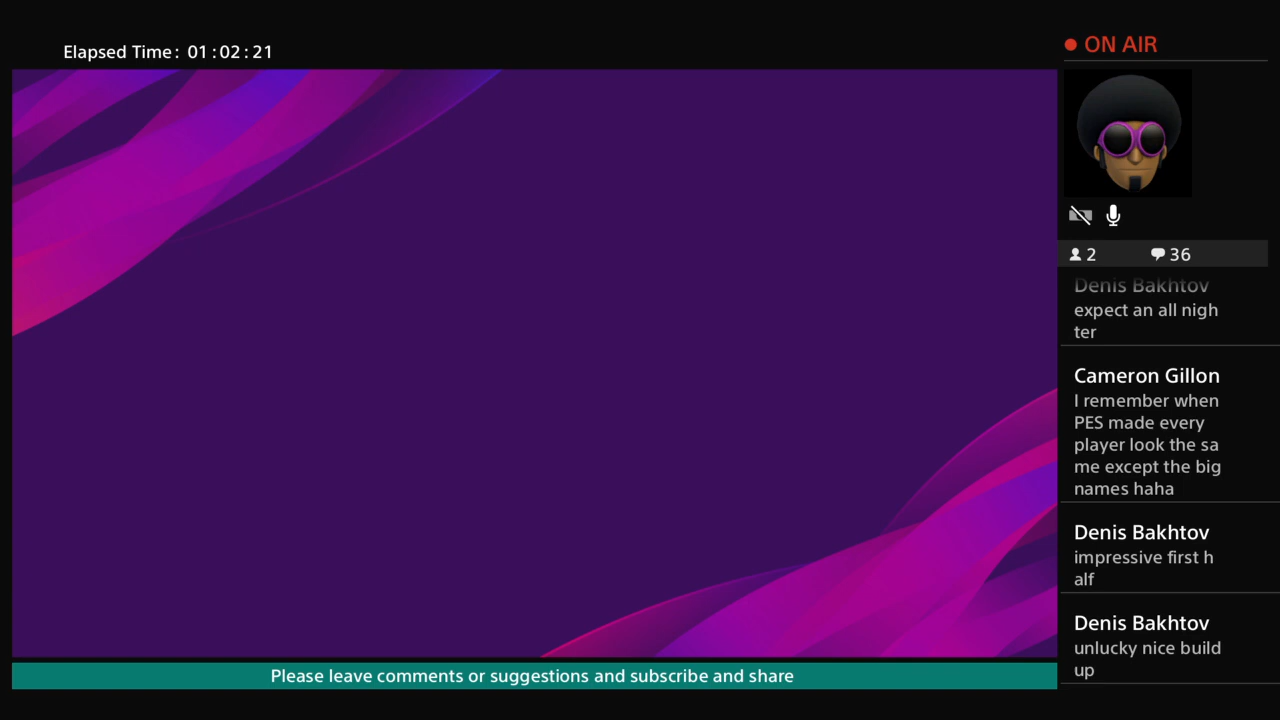 Elapsed Time: 01:02:21
ON AIR
2 36
Denis Bakhtov
expect an all nigh
ter
Cameron Gillon
I remember when
PES made every
player look the sa
me except the big
names haha
Denis Bakhtov
impressive first h
alf
Denis Bakhtov
unlucky nice build
up
Please leave comments or suggestions and subscribe and share